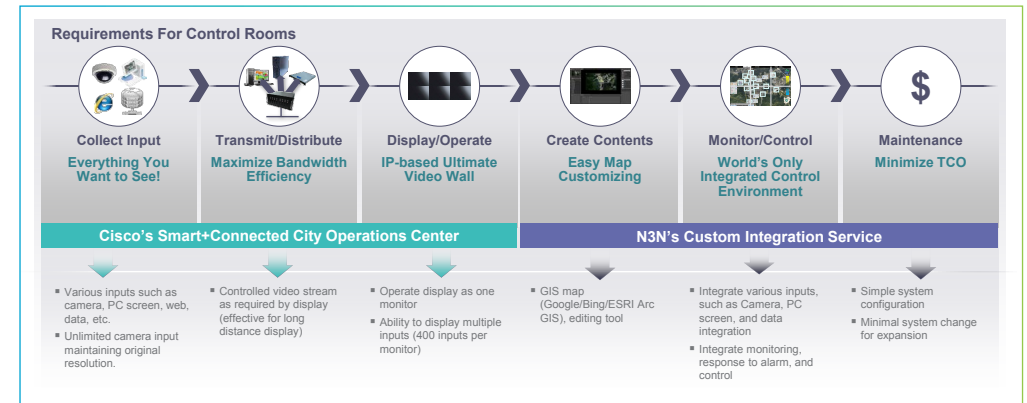 Requirements For Control Rooms
Collect Input
Everything You
Want to See!
Transmit/Distribute
Maximize Bandwidth
Efficiency
Display/Operate
IP-based Ultimate
Video Wall
Create Contents
Easy Map
Customizing
Monitor/Control
World's Only
Integrated Control
Environment
$
Maintenance
Minimize TCO
Cisco's Smart+Connected City Operations Center
N3N's Custom Integration Service
▪ Various inputs such as
camera, PC screen, web,
data, etc.
▪ Unlimited camera input
maintaining original
resolution.
▪ Controlled video stream
as required by display
(effective for long
distance display)
▪ Operate display as one
monitor
▪ Ability to display multiple
inputs (400 inputs per
monitor)
▪ GIS map
(Google/Bing/ESRI Arc
GIS), editing tool
▪ Integrate various inputs,
such as Camera, PC
screen, and data
integration
▪ Integrate monitoring,
response to alarm, and
control
▪ Simple system
configuration
▪ Minimal system change
for expansion